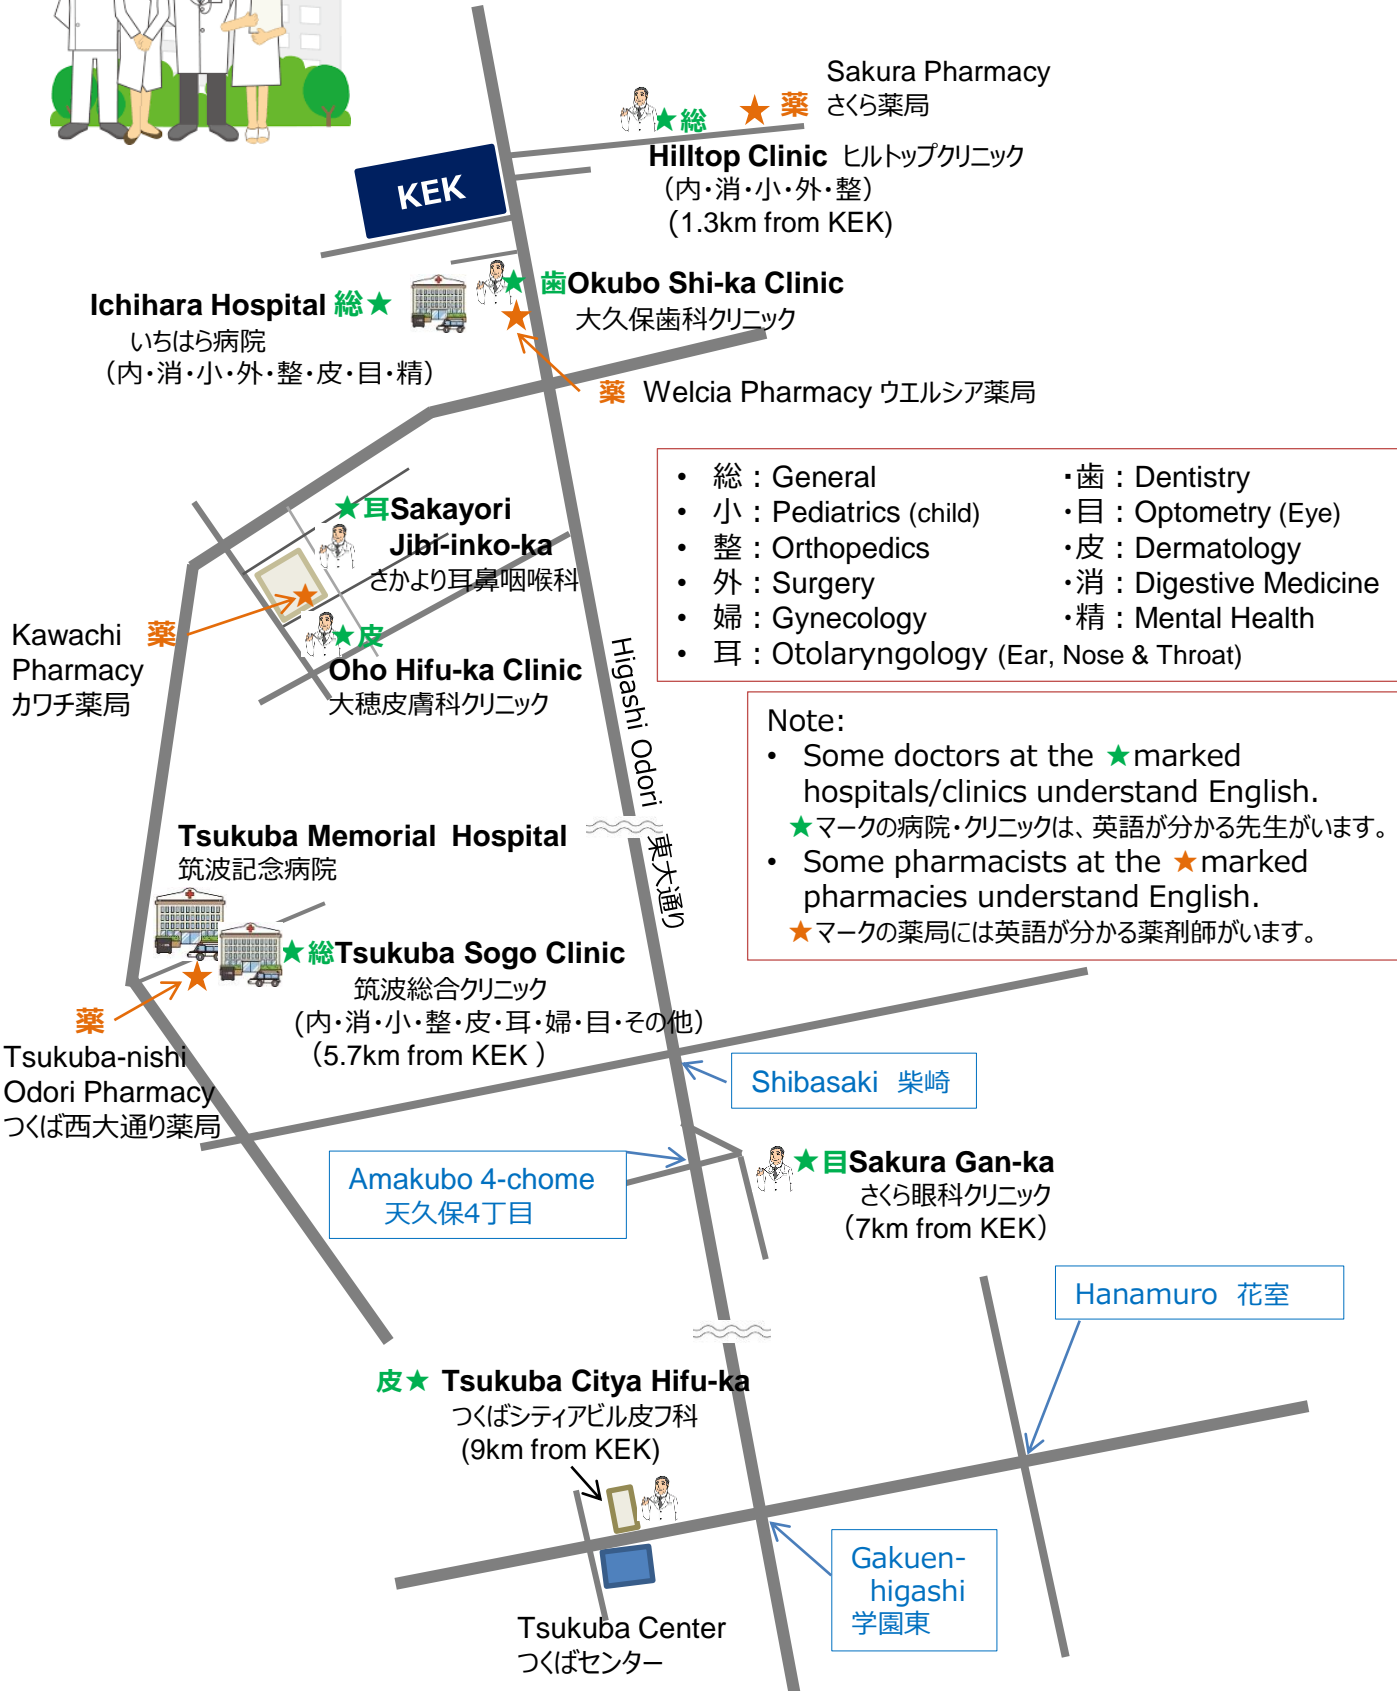 Sakura Pharmacy
★総 ★ 薬 さくら薬局
Hilltop Clinic ヒルトップクリニック
（内・消・小・外・整）
(1.3km from KEK)
KEK
★ 歯Okubo Shi-ka Clinic
大久保歯科クリニック
Ichihara Hospital 総★
いちはら病院
（内・消・小・外・整・皮・目・精）
★
薬 Welcia Pharmacy ウエルシア薬局
• 総：General
• 小：Pediatrics (child)
• 整：Orthopedics
• 外：Surgery
• 婦：Gynecology
• 耳：Otolaryngology (Ear, Nose & Throat)
・歯：Dentistry
・目：Optometry (Eye)
・皮：Dermatology
・消：Digestive Medicine
・精：Mental Health
★耳Sakayori
Jibi-inko-ka
さかより耳鼻咽喉科
★
Kawachi 薬
Pharmacy
カワチ薬局
★皮
Oho Hifu-ka Clinic
大穂皮膚科クリニック
Higashi Odori 東大通り
Note:
• Some doctors at the ★marked
hospitals/clinics understand English.
★マークの病院・クリニックは、英語が分かる先生がいます。
• Some pharmacists at the ★marked
pharmacies understand English.
★マークの薬局には英語が分かる薬剤師がいます。
Tsukuba Memorial Hospital
筑波記念病院
★総Tsukuba Sogo Clinic
筑波総合クリニック
(内・消・小・整・皮・耳・婦・目・その他）
（5.7km from KEK ）
★
薬
Tsukuba-nishi
Odori Pharmacy
つくば西大通り薬局
Shibasaki 柴崎
Amakubo 4-chome
天久保4丁目
★目Sakura Gan-ka
さくら眼科クリニック
（7km from KEK）
Hanamuro 花室
皮★ Tsukuba Citya Hifu-ka
つくばシティアビル皮フ科
(9km from KEK)
Gakuen-
higashi
学園東
Tsukuba Center
つくばセンター